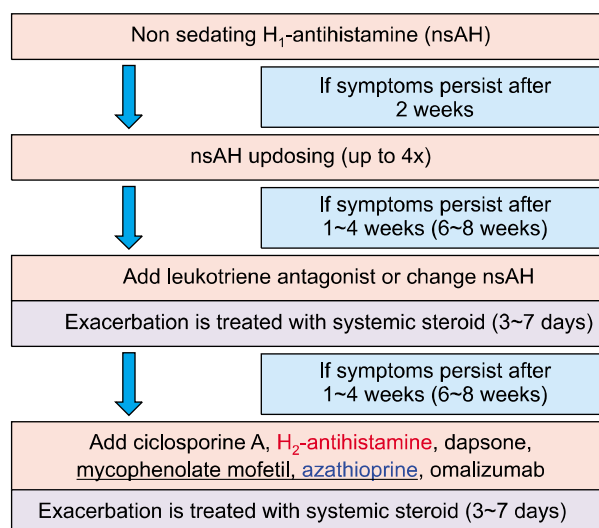 Non sedating H₁-antihistamine (nsAH)
If symptoms persist after
2 weeks
nsAH updosing (up to 4x)
If symptoms persist after
1~4 weeks (6~8 weeks)
Add leukotriene antagonist or change nsAH
Exacerbation is treated with systemic steroid (3~7 days)
If symptoms persist after
1~4 weeks (6~8 weeks)
Add ciclosporine A, H₂-antihistamine, dapsone,
mycophenolate mofetil, azathioprine, omalizumab
Exacerbation is treated with systemic steroid (3~7 days)